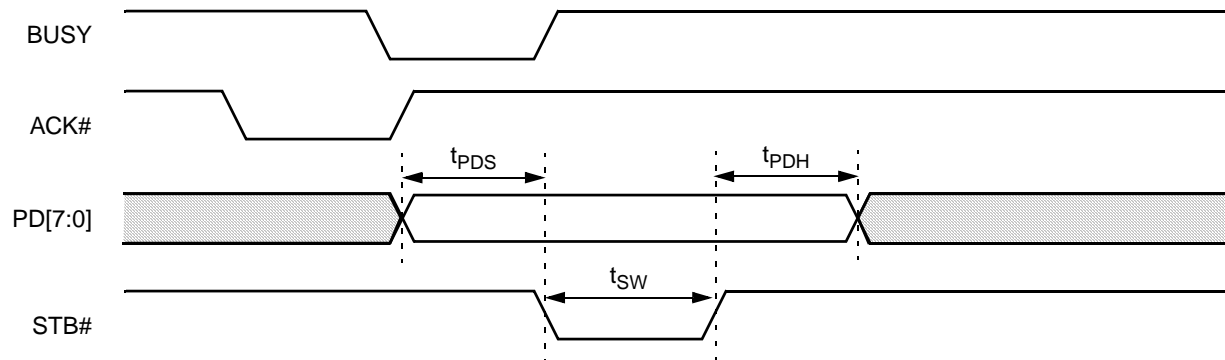 BUSY
ACK#
tPDS
tPDH
PD[7:0]
tSW
STB#